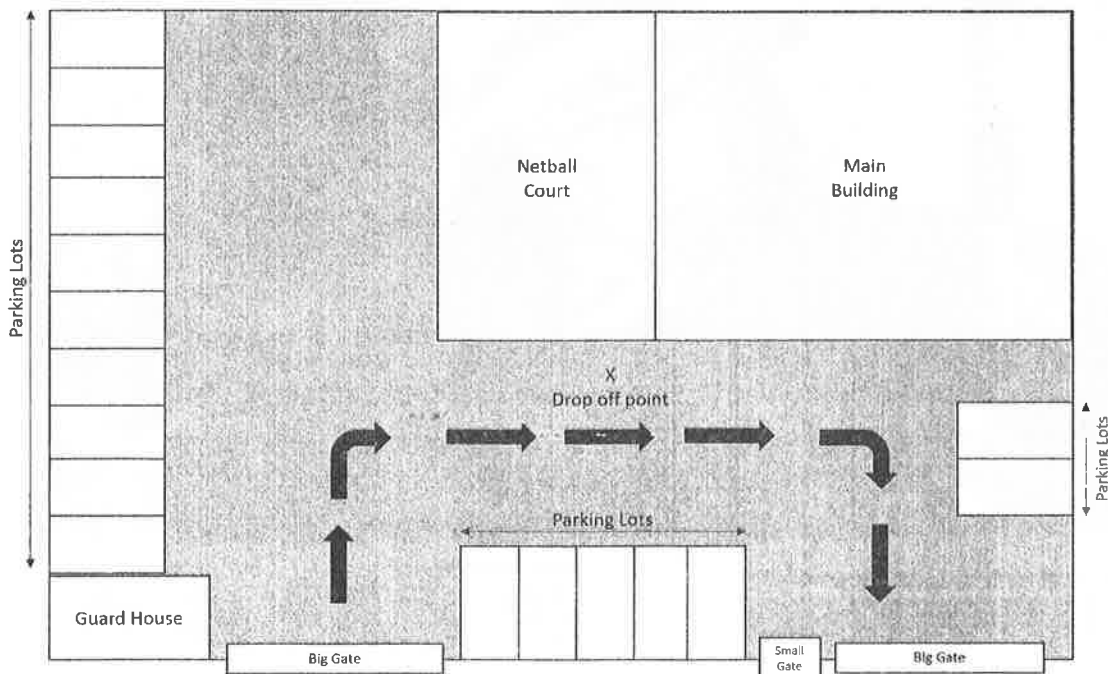 Parking Lots
Netball
Court
Main
Building
X
Drop off point
Parking Lots
Parking Lots
Guard House
Big Gate
Small
Gate
Big Gate